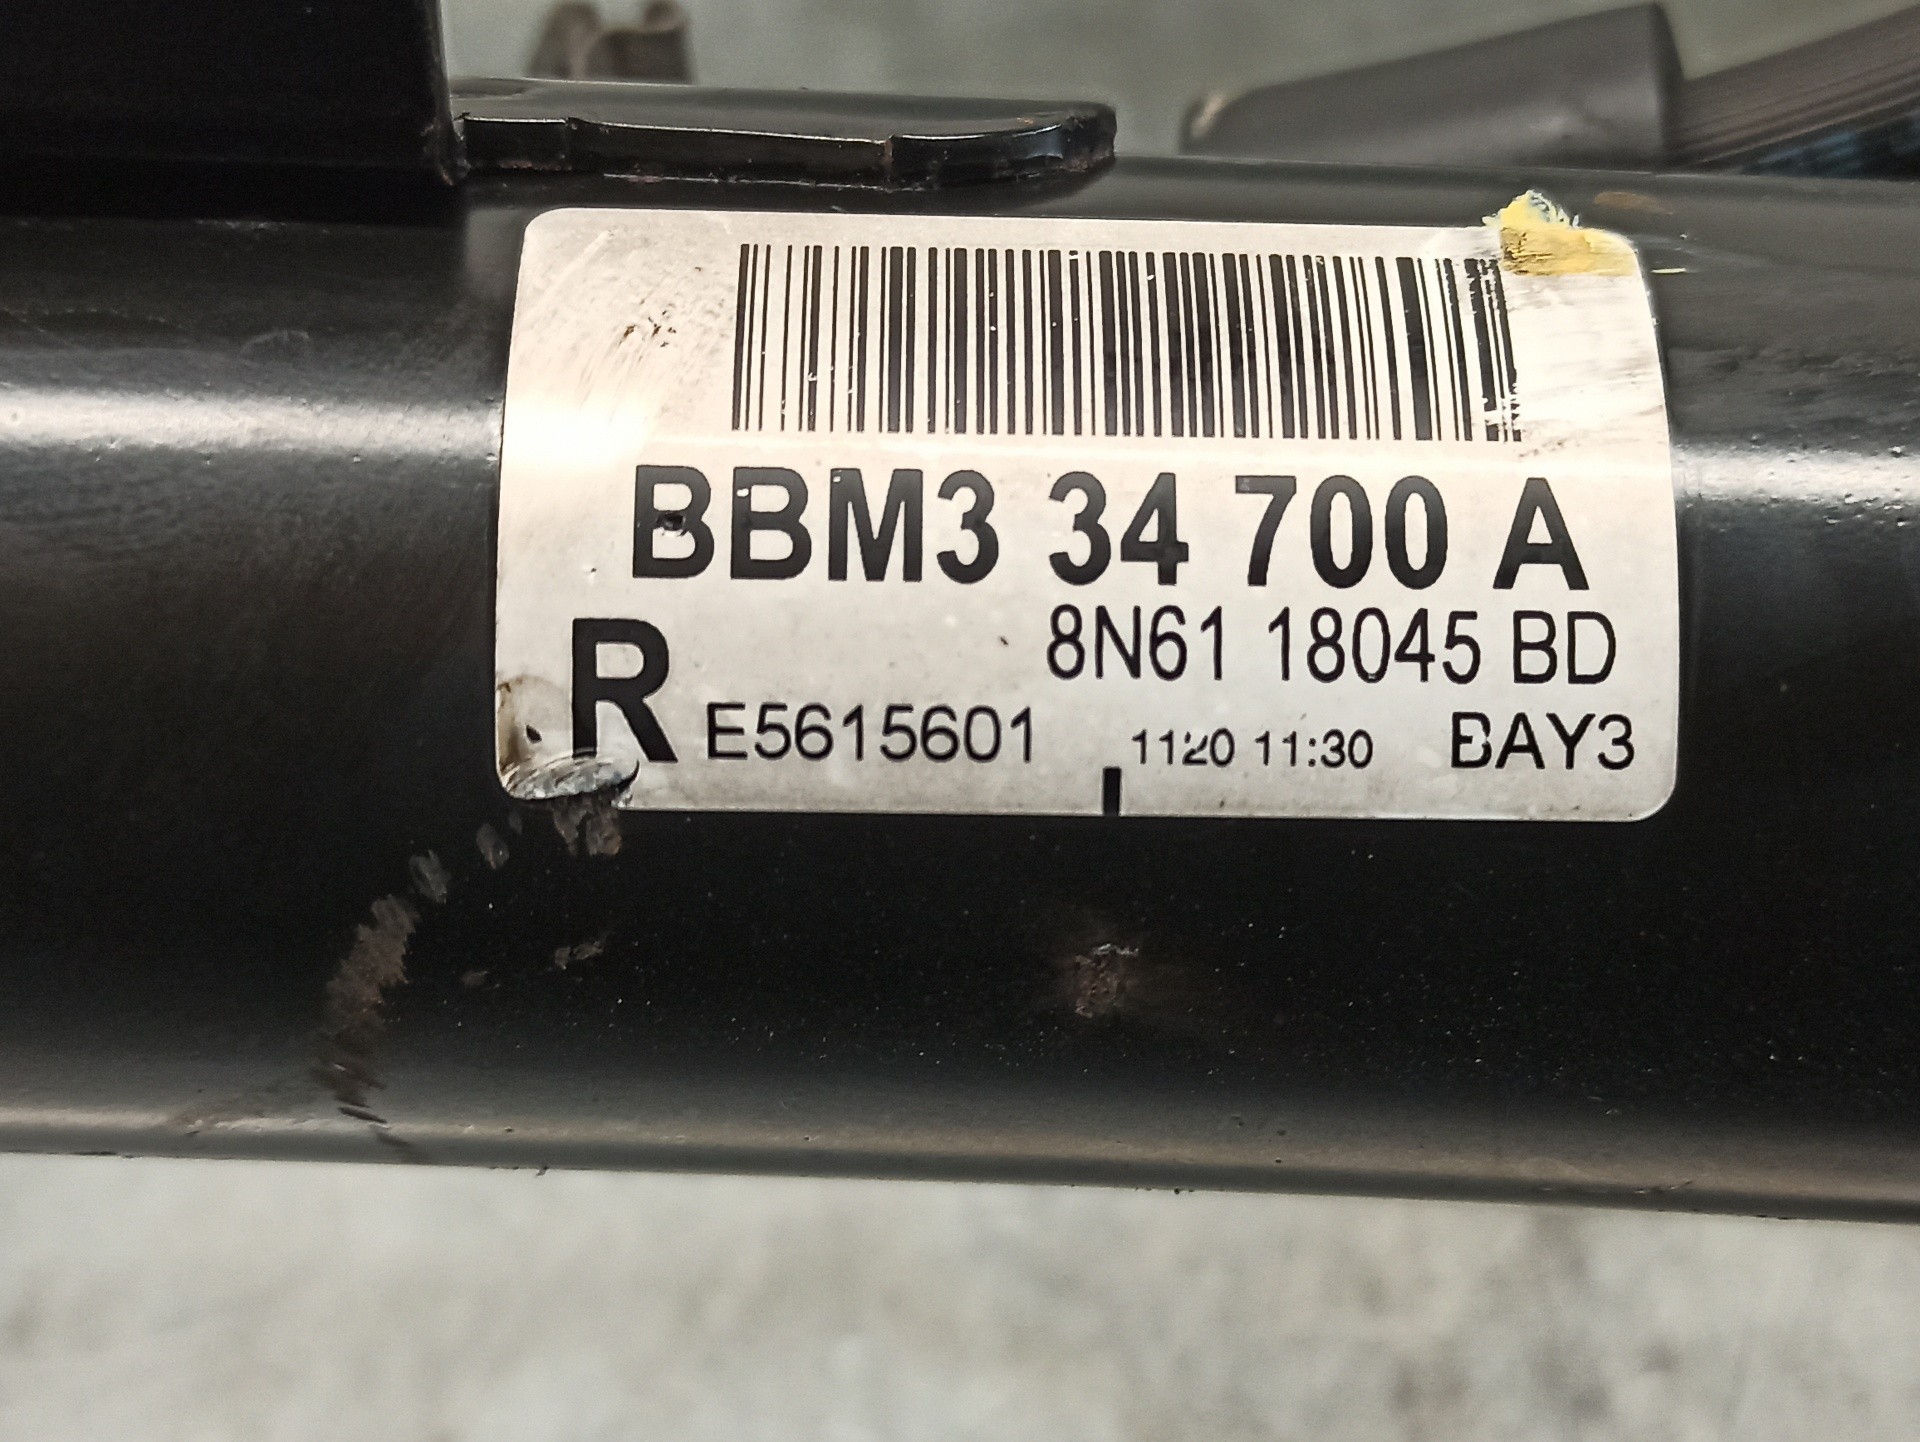 BBM3 34 700 A
8N61 18045 BD
R E5615601 1120 11:30 BAY3